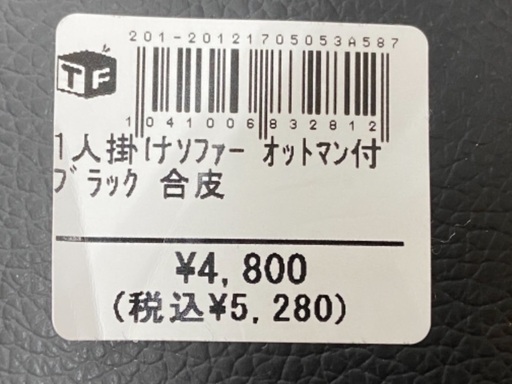 201-20121705053A587
TF
1041006832812
1人掛けソファー オットマン付
ブラック 合皮
¥4,800
(税込¥5,280)